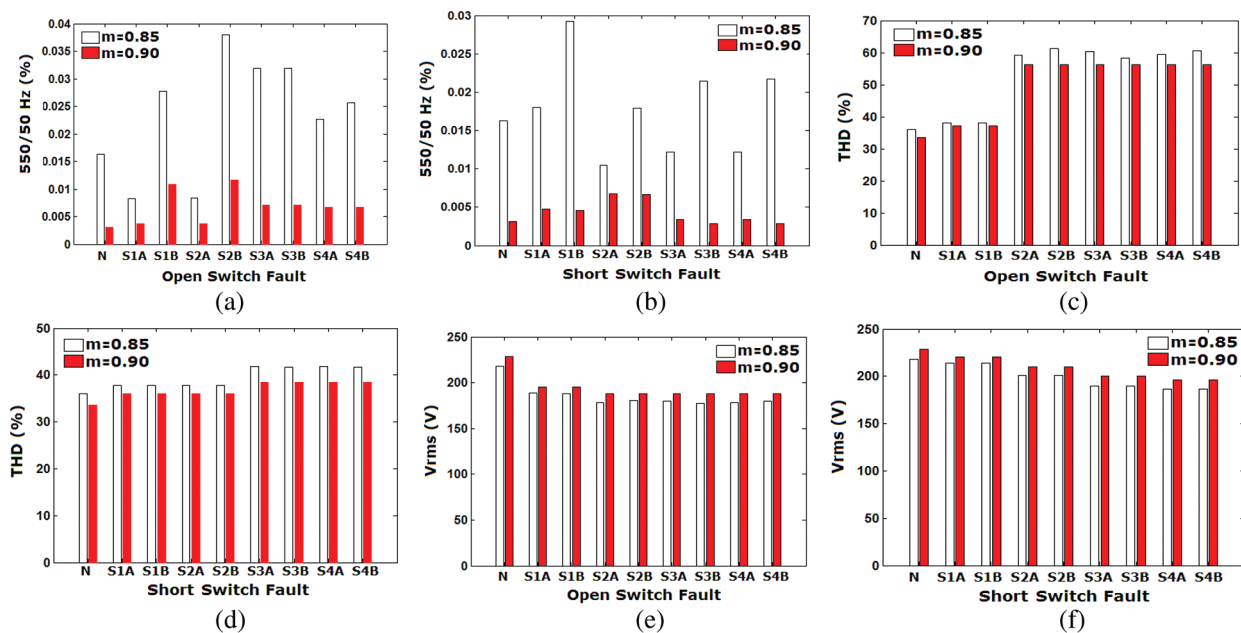 0.04
0.035
0.03
0.025
0.02
0.015
0.01
0.005
0
550/50 Hz (%)
m=0.85
m=0.90
N S1A S1B S2A S2B S3A S3B S4A S4B
Open Switch Fault
(a)
0.03
0.025
0.02
0.015
0.01
0.005
0
550/50 Hz (%)
m=0.85
m=0.90
N S1A S1B S2A S2B S3A S3B S4A S4B
Short Switch Fault
(b)
70
60
50
40
30
20
10
0
THD (%)
m=0.85
m=0.90
N S1A S1B S2A S2B S3A S3B S4A S4B
Open Switch Fault
(c)
50
40
30
20
10
0
THD (%)
m=0.85
m=0.90
N S1A S1B S2A S2B S3A S3B S4A S4B
Short Switch Fault
(d)
250
200
150
100
50
0
Vrms (V)
m=0.85
m=0.90
N S1A S1B S2A S2B S3A S3B S4A S4B
Open Switch Fault
(e)
250
200
150
100
50
0
Vrms (V)
m=0.85
m=0.90
N S1A S1B S2A S2B S3A S3B S4A S4B
Short Switch Fault
(f)